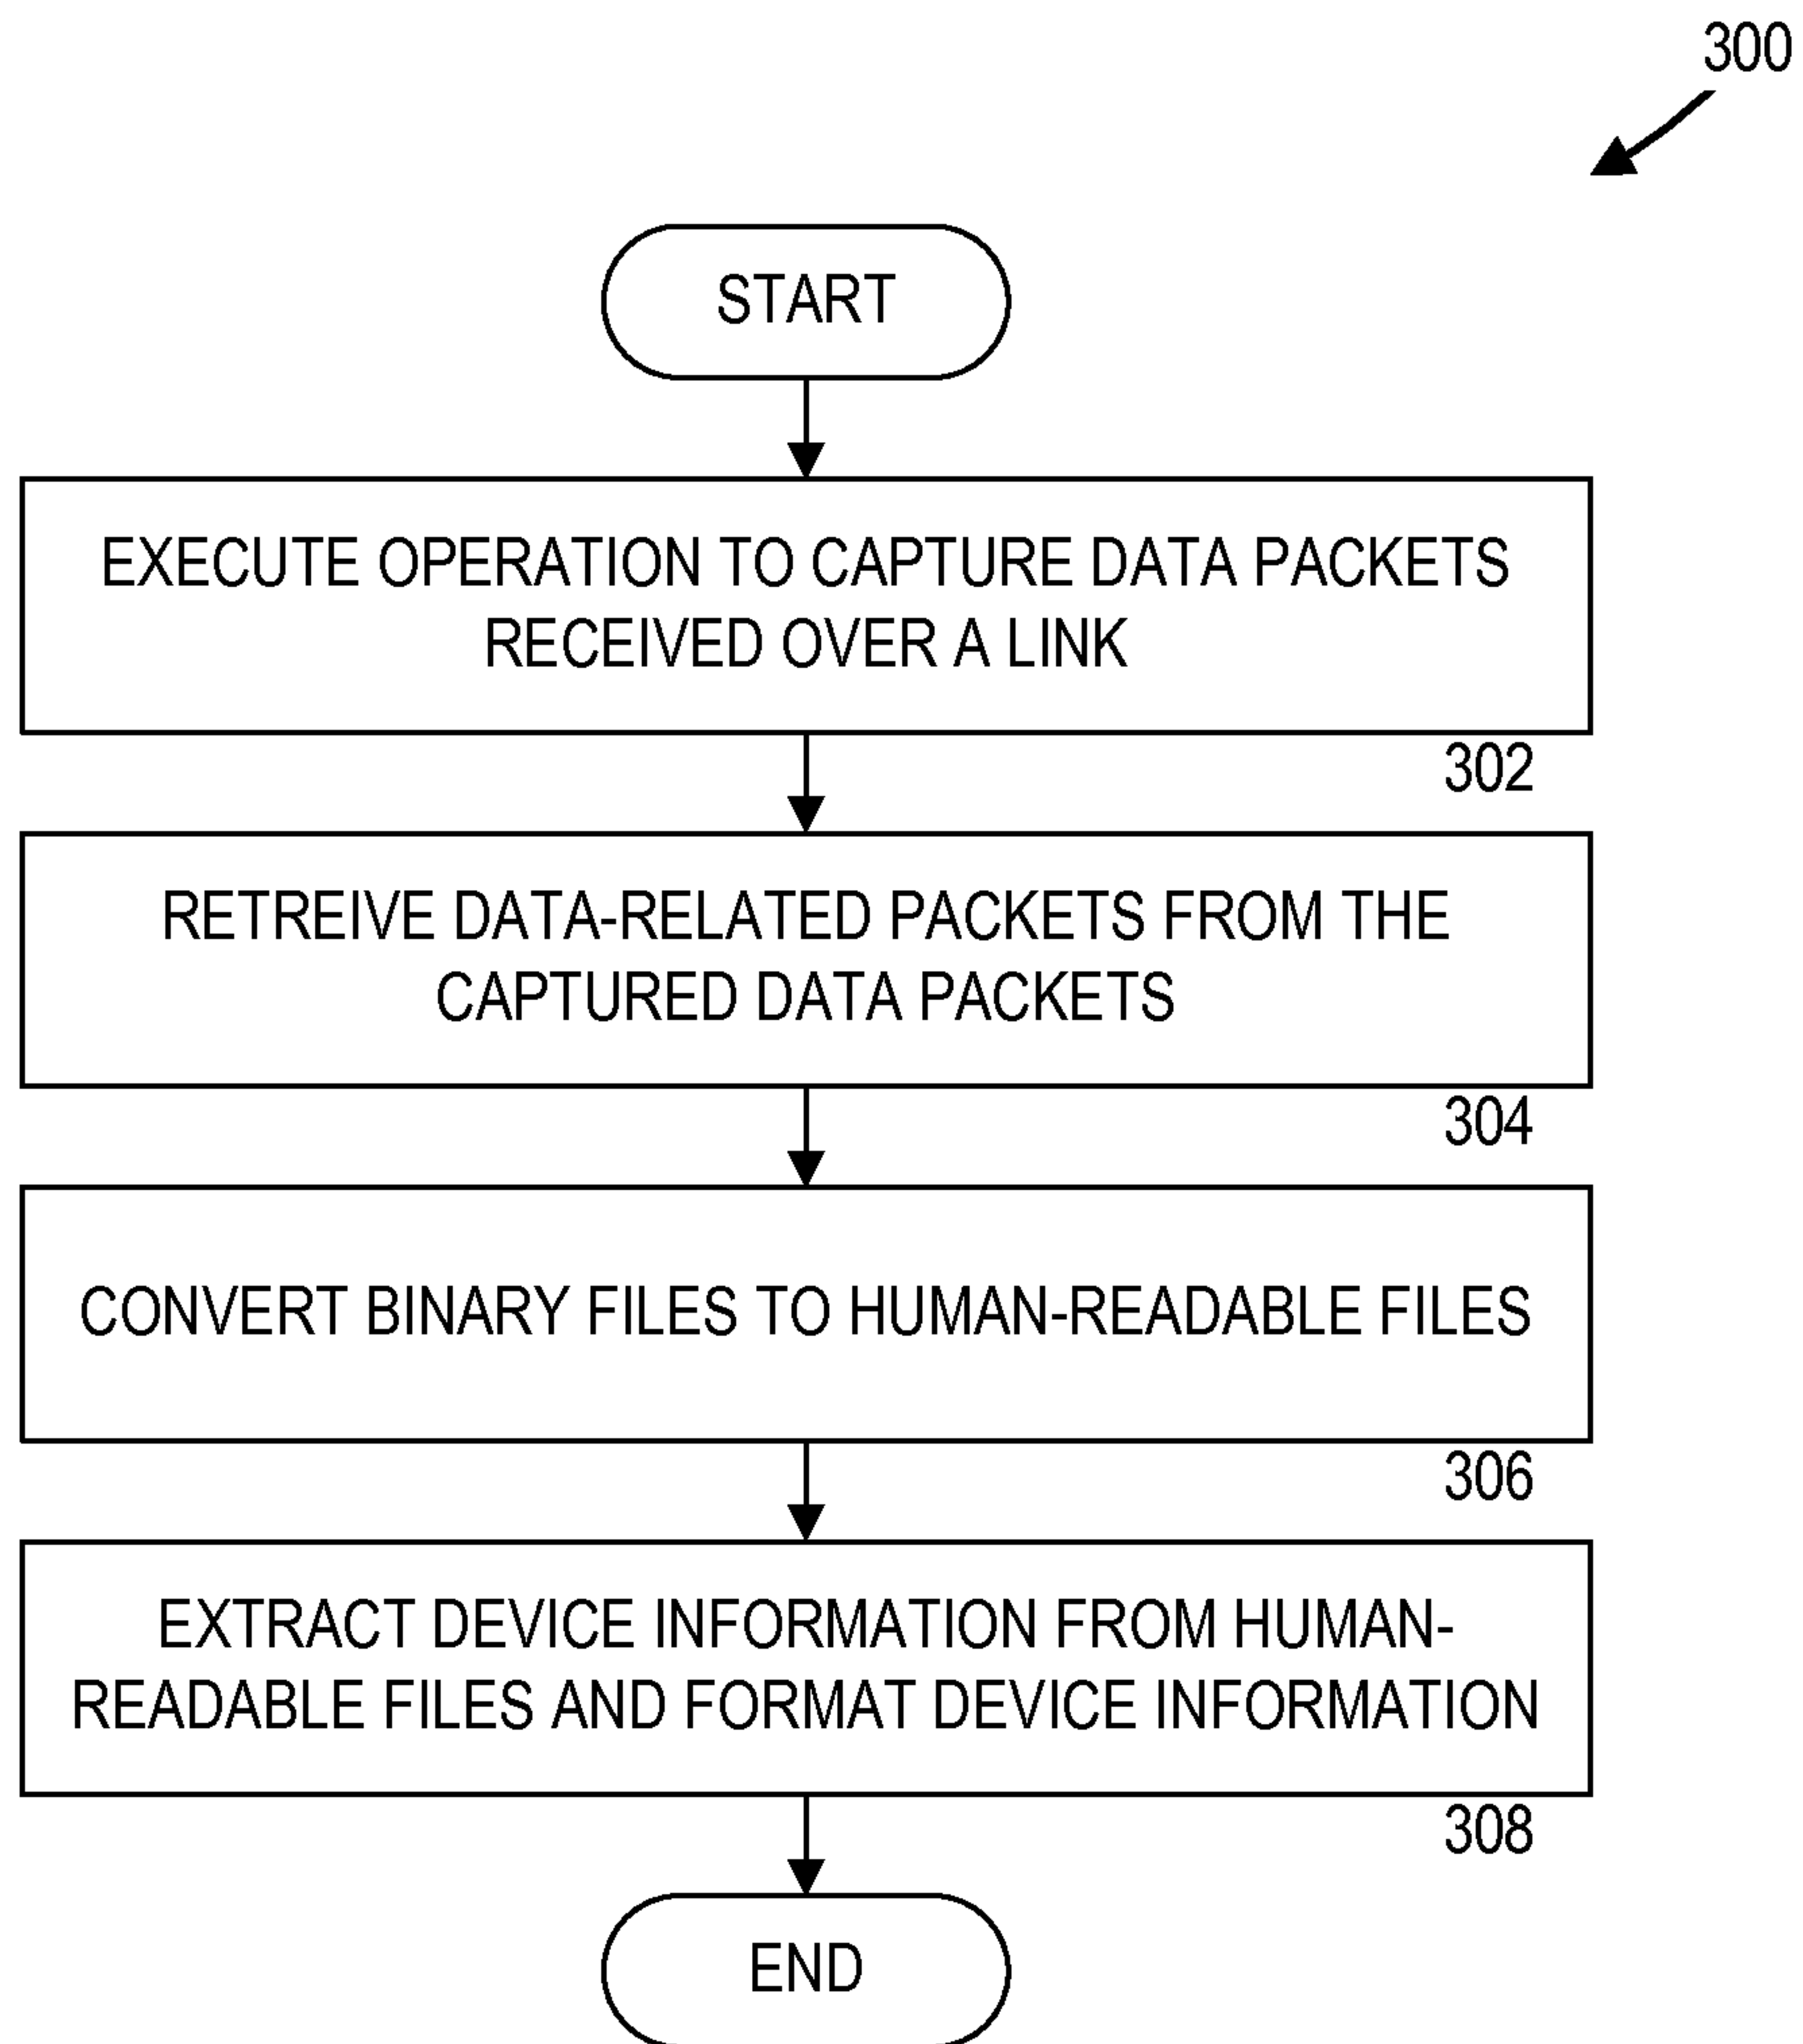 300
START
EXECUTE OPERATION TO CAPTURE DATA PACKETS
RECEIVED OVER A LINK
302
RETREIVE DATA-RELATED PACKETS FROM THE
CAPTURED DATA PACKETS
304
CONVERT BINARY FILES TO HUMAN-READABLE FILES
306
EXTRACT DEVICE INFORMATION FROM HUMAN-
READABLE FILES AND FORMAT DEVICE INFORMATION
308
END